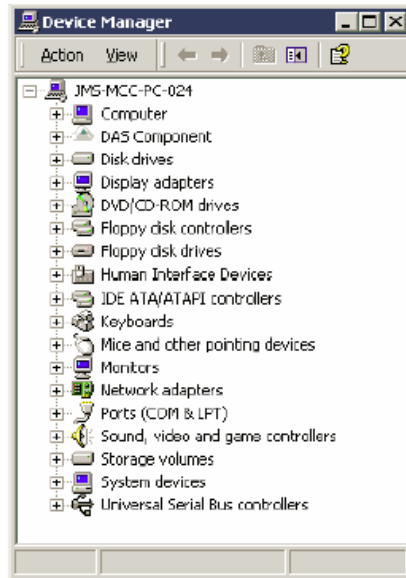 Device Manager
Action View
JMS-MCC-PC-024
Computer
DAS Component
Disk drives
Display adapters
DVD/CD-ROM drives
Floppy disk controllers
Floppy disk drives
Human Interface Devices
IDE ATA/ATAPI controllers
Keyboards
Mice and other pointing devices
Monitors
Network adapters
Ports (COM & LPT)
Sound, video and game controllers
Storage volumes
System devices
Universal Serial Bus controllers